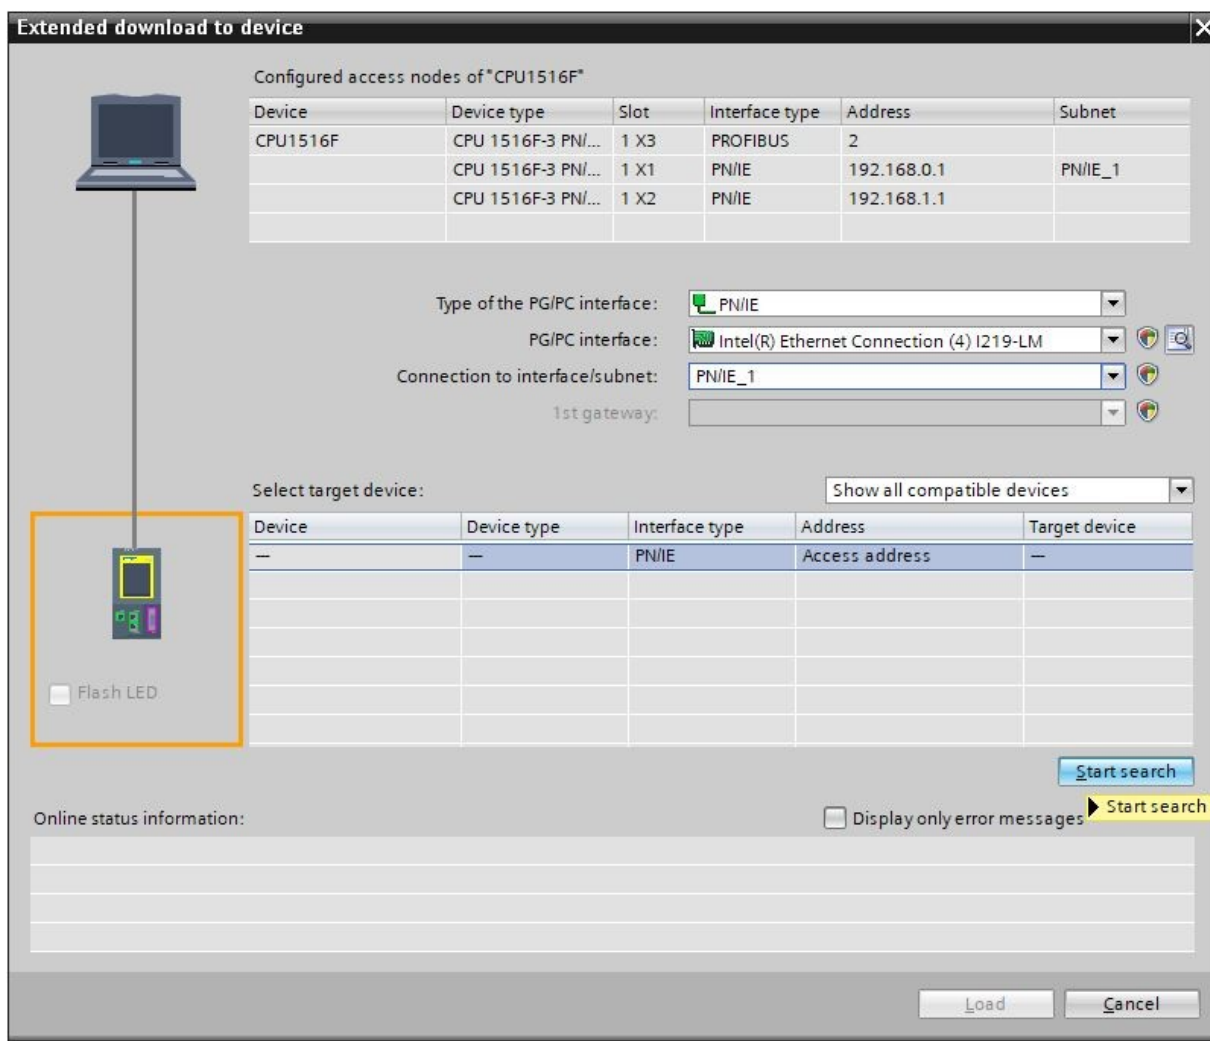 Extended download to device
Configured access nodes of "CPU1516F"
Device Device type Slot Interface type Address Subnet
CPU1516F CPU 1516F-3 PN/... 1 X3 PROFIBUS 2
CPU 1516F-3 PN/... 1 X1 PN/IE 192.168.0.1 PN/IE_1
CPU 1516F-3 PN/... 1 X2 PN/IE 192.168.1.1
Type of the PG/PC interface: PN/IE
PG/PC interface: Intel(R) Ethernet Connection (4) I219-LM
Connection to interface/subnet: PN/IE_1
1st gateway:
Select target device: Show all compatible devices
Device Device type Interface type Address Target device
— — PN/IE Access address —
Flash LED
Start search
Start search
Online status information: Display only error messages
Load Cancel